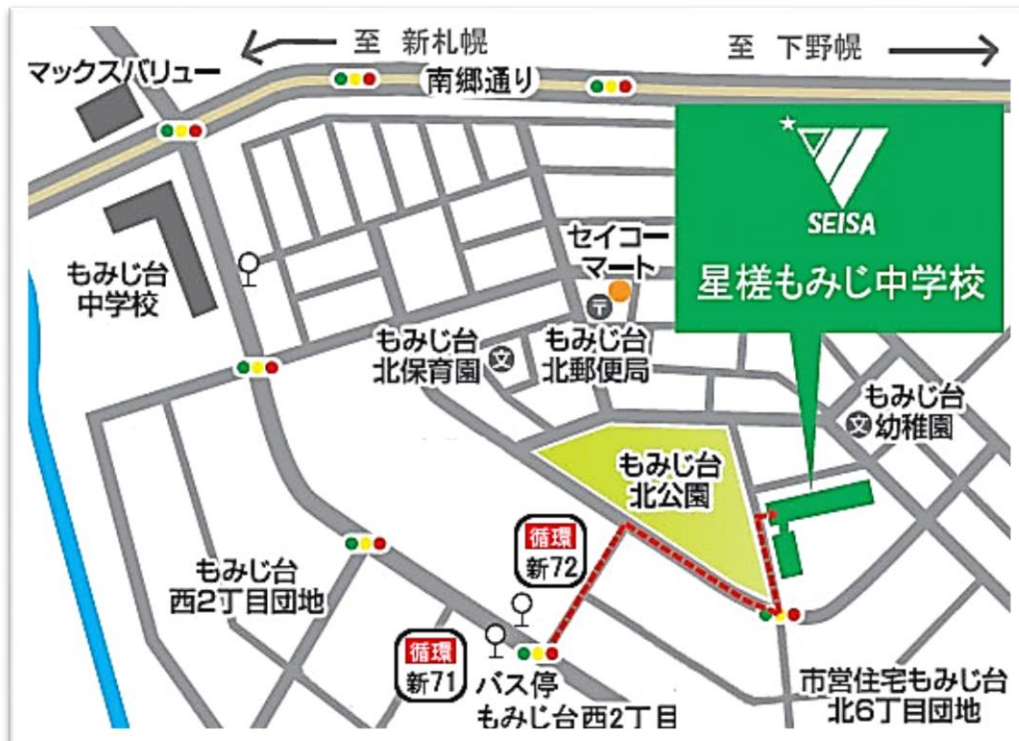 至 新札幌
至 下野幌
マックスバリュー
南郷通り
SEISA
星槎もみじ中学校
セイコー
マート
〒
もみじ台
中学校
もみじ台
北保育園
文
もみじ台
北郵便局
もみじ台
幼稚園
文
もみじ台
北公園
循環
新72
もみじ台
西2丁目団地
循環
新71
バス停
もみじ台西2丁目
市営住宅もみじ台
北6丁目団地